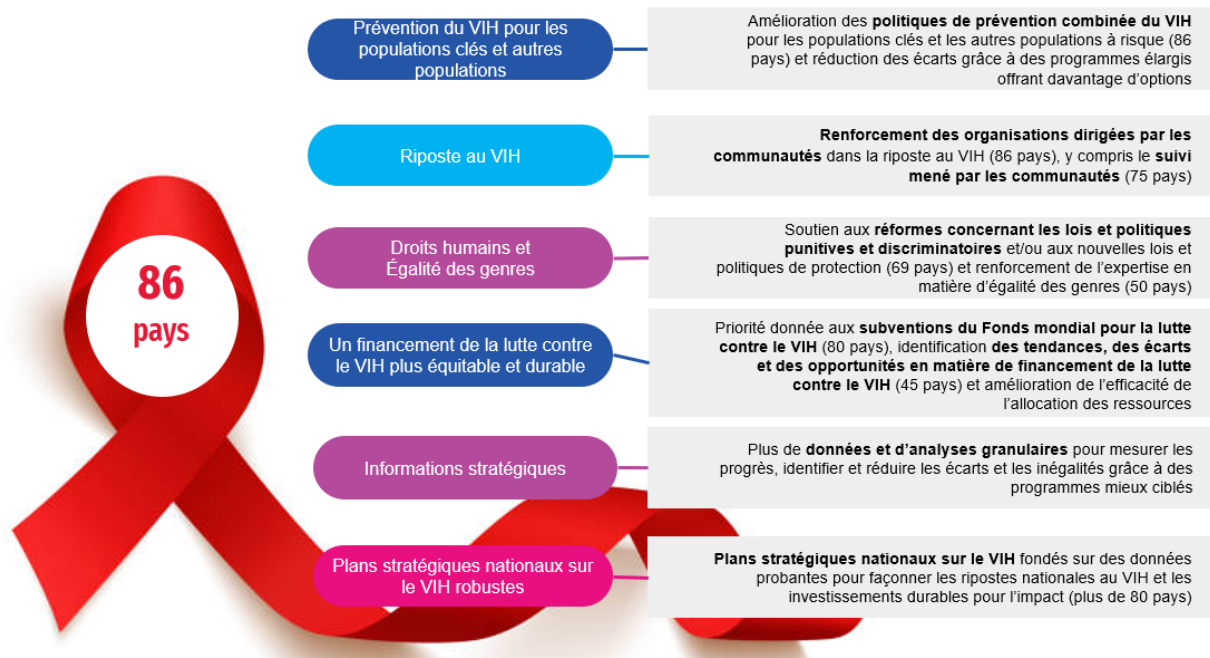 Prévention du VIH pour les
populations clés et autres
populations
Amélioration des politiques de prévention combinée du VIH
pour les populations clés et les autres populations à risque (86
pays) et réduction des écarts grâce à des programmes élargis
offrant davantage d'options
Riposte au VIH
Renforcement des organisations dirigées par les
communautés dans la riposte au VIH (86 pays), y compris le suivi
mené par les communautés (75 pays)
86
pays
Droits humains et
Égalité des genres
Soutien aux réformes concernant les lois et politiques
punitives et discriminatoires et/ou aux nouvelles lois et
politiques de protection (69 pays) et renforcement de l'expertise en
matière d'égalité des genres (50 pays)
Un financement de la lutte contre
le VIH plus équitable et durable
Priorité donnée aux subventions du Fonds mondial pour la lutte
contre le VIH (80 pays), identification des tendances, des écarts
et des opportunités en matière de financement de la lutte
contre le VIH (45 pays) et amélioration de l'efficacité de
l'allocation des ressources
Informations stratégiques
Plus de données et d'analyses granulaires pour mesurer les
progrès, identifier et réduire les écarts et les inégalités grâce à des
programmes mieux ciblés
Plans stratégiques nationaux sur
le VIH robustes
Plans stratégiques nationaux sur le VIH fondés sur des données
probantes pour façonner les ripostes nationales au VIH et les
investissements durables pour l'impact (plus de 80 pays)